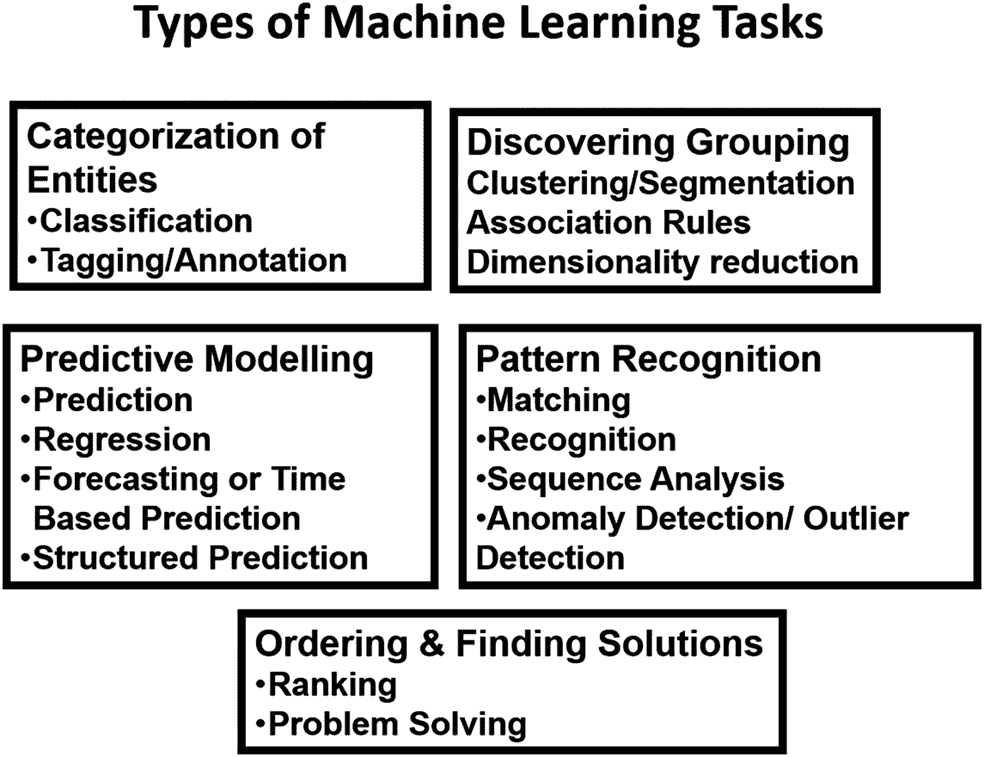 Types of Machine Learning Tasks
Categorization of
Entities
•Classification
•Tagging/Annotation
Discovering Grouping
Clustering/Segmentation
Association Rules
Dimensionality reduction
Predictive Modelling
•Prediction
•Regression
•Forecasting or Time
Based Prediction
•Structured Prediction
Pattern Recognition
•Matching
•Recognition
•Sequence Analysis
•Anomaly Detection/ Outlier
Detection
Ordering & Finding Solutions
•Ranking
•Problem Solving